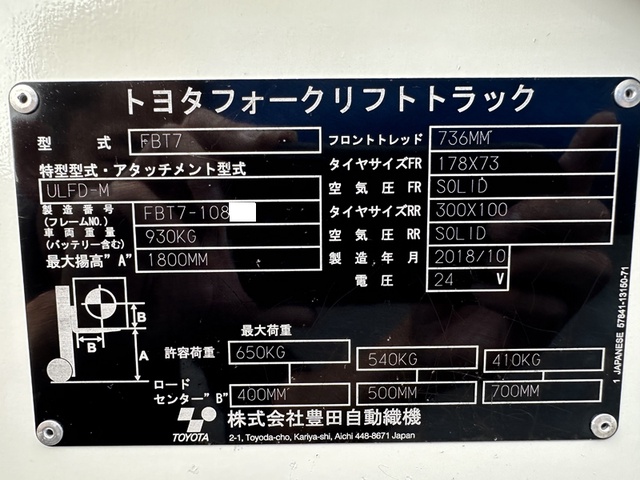 トヨタフォークリフトトラック
型式 FBT7 フロントトレッド 736MM
特型型式・アタッチメント型式 タイヤサイズFR 178X73
ULFD-M 空気圧 FR SOLID
製造番号 (フレームNO.) FBT7-108 タイヤサイズRR 300X100
車両重量 (バッテリー含む) 930KG 空気圧 RR SOLID
最大揚高"A" 1800MM 製造年月 2018/10
電圧 24 V
B
B
A
最大荷重
許容荷重 650KG 540KG 410KG
ロードセンター"B" 400MM 500MM 700MM
TOYOTA 株式会社豊田自動織機
2-1, Toyoda-cho, Kariya-shi, Aichi 448-8671 Japan
1 JAPANESE 57841-13150-71